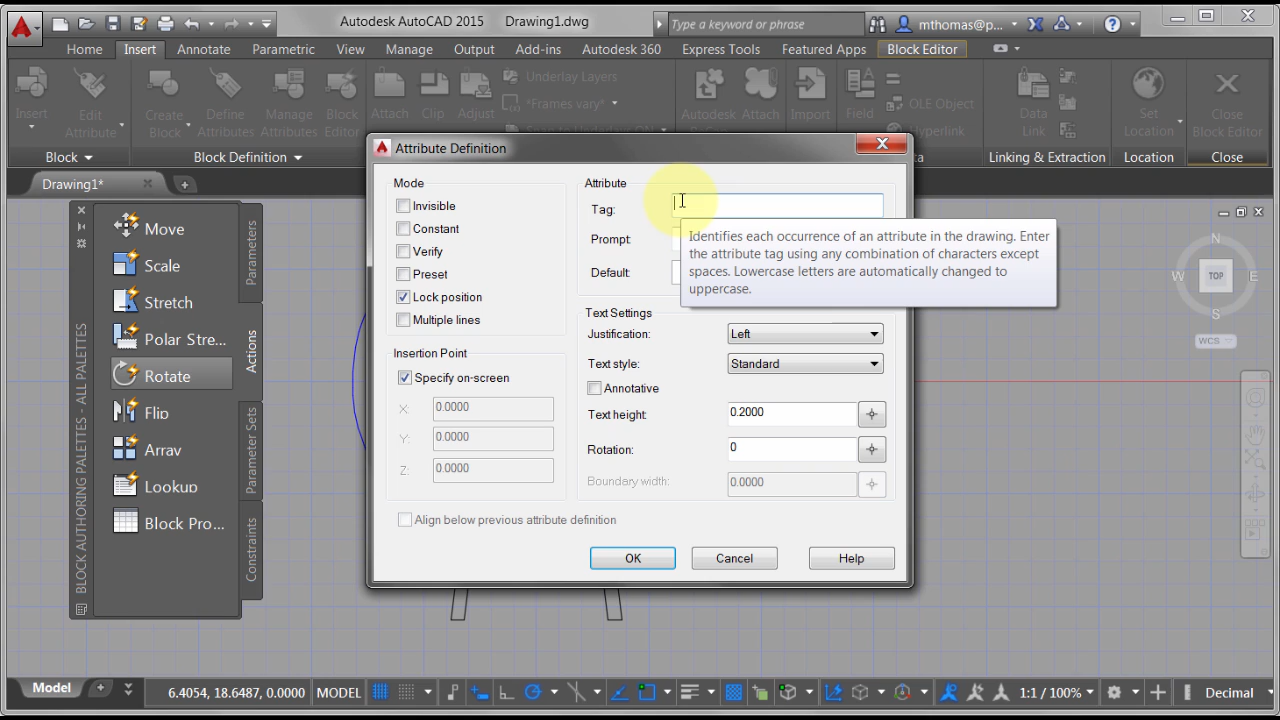 Autodesk AutoCAD 2015 Drawing1.dwg
Type a keyword or phrase
mthomas@p...
Home Insert Annotate Parametric View Manage Output Add-ins Autodesk 360 Express Tools Featured Apps Block Editor
Insert
Edit
Attribute
Create
Block
Define
Attributes
Manage
Attributes
Block
Editor
Attach
Clip
Adjust
Underlay Layers
*Frames vary*
Autodesk
Attach
Import
Field
OLE Object
Hyperlink
Data
Link
Set
Location
Close
Block Editor
Block
Block Definition
Linking & Extraction
Location
Close
Drawing1*
BLOCK AUTHORING PALETTES - ALL PALETTES
Move
Scale
Stretch
Polar Stre...
Rotate
Flip
Array
Lookup
Block Pro...
Parameters
Actions
Parameter Sets
Constraints
Attribute Definition
Mode
Invisible
Constant
Verify
Preset
Lock position
Multiple lines
Insertion Point
Specify on-screen
X: 0.0000
Y: 0.0000
Z: 0.0000
Align below previous attribute definition
Attribute
Tag:
Prompt:
Default:
Identifies each occurrence of an attribute in the drawing. Enter
the attribute tag using any combination of characters except
spaces. Lowercase letters are automatically changed to
uppercase.
Text Settings
Justification: Left
Text style: Standard
Annotative
Text height: 0.2000
Rotation: 0
Boundary width: 0.0000
OK Cancel Help
N
W TOP E
S
WCS
Model
6.4054, 18.6487, 0.0000 MODEL
1:1 / 100%
Decimal